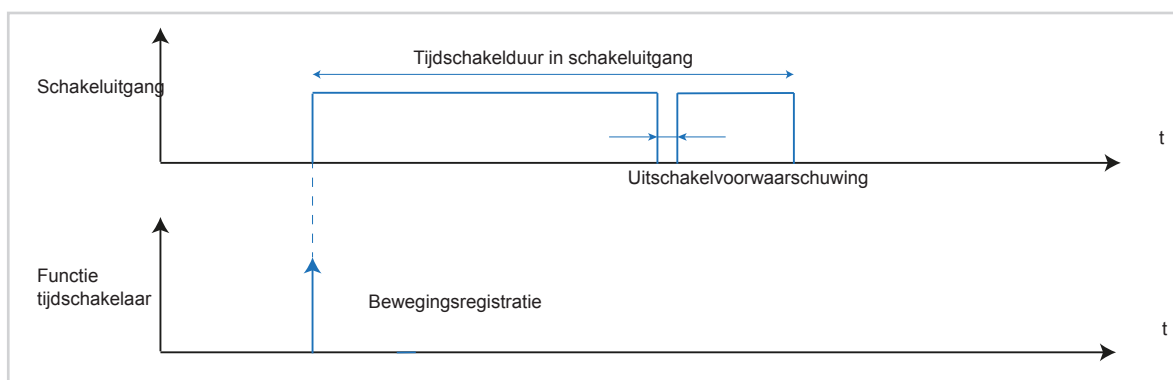 Tijdschakelduur in schakeluitgang
Schakeluitgang
t
Uitschakelvoorwaarschuwing
Functie
tijdschakelaar
Bewegingsregistratie
t